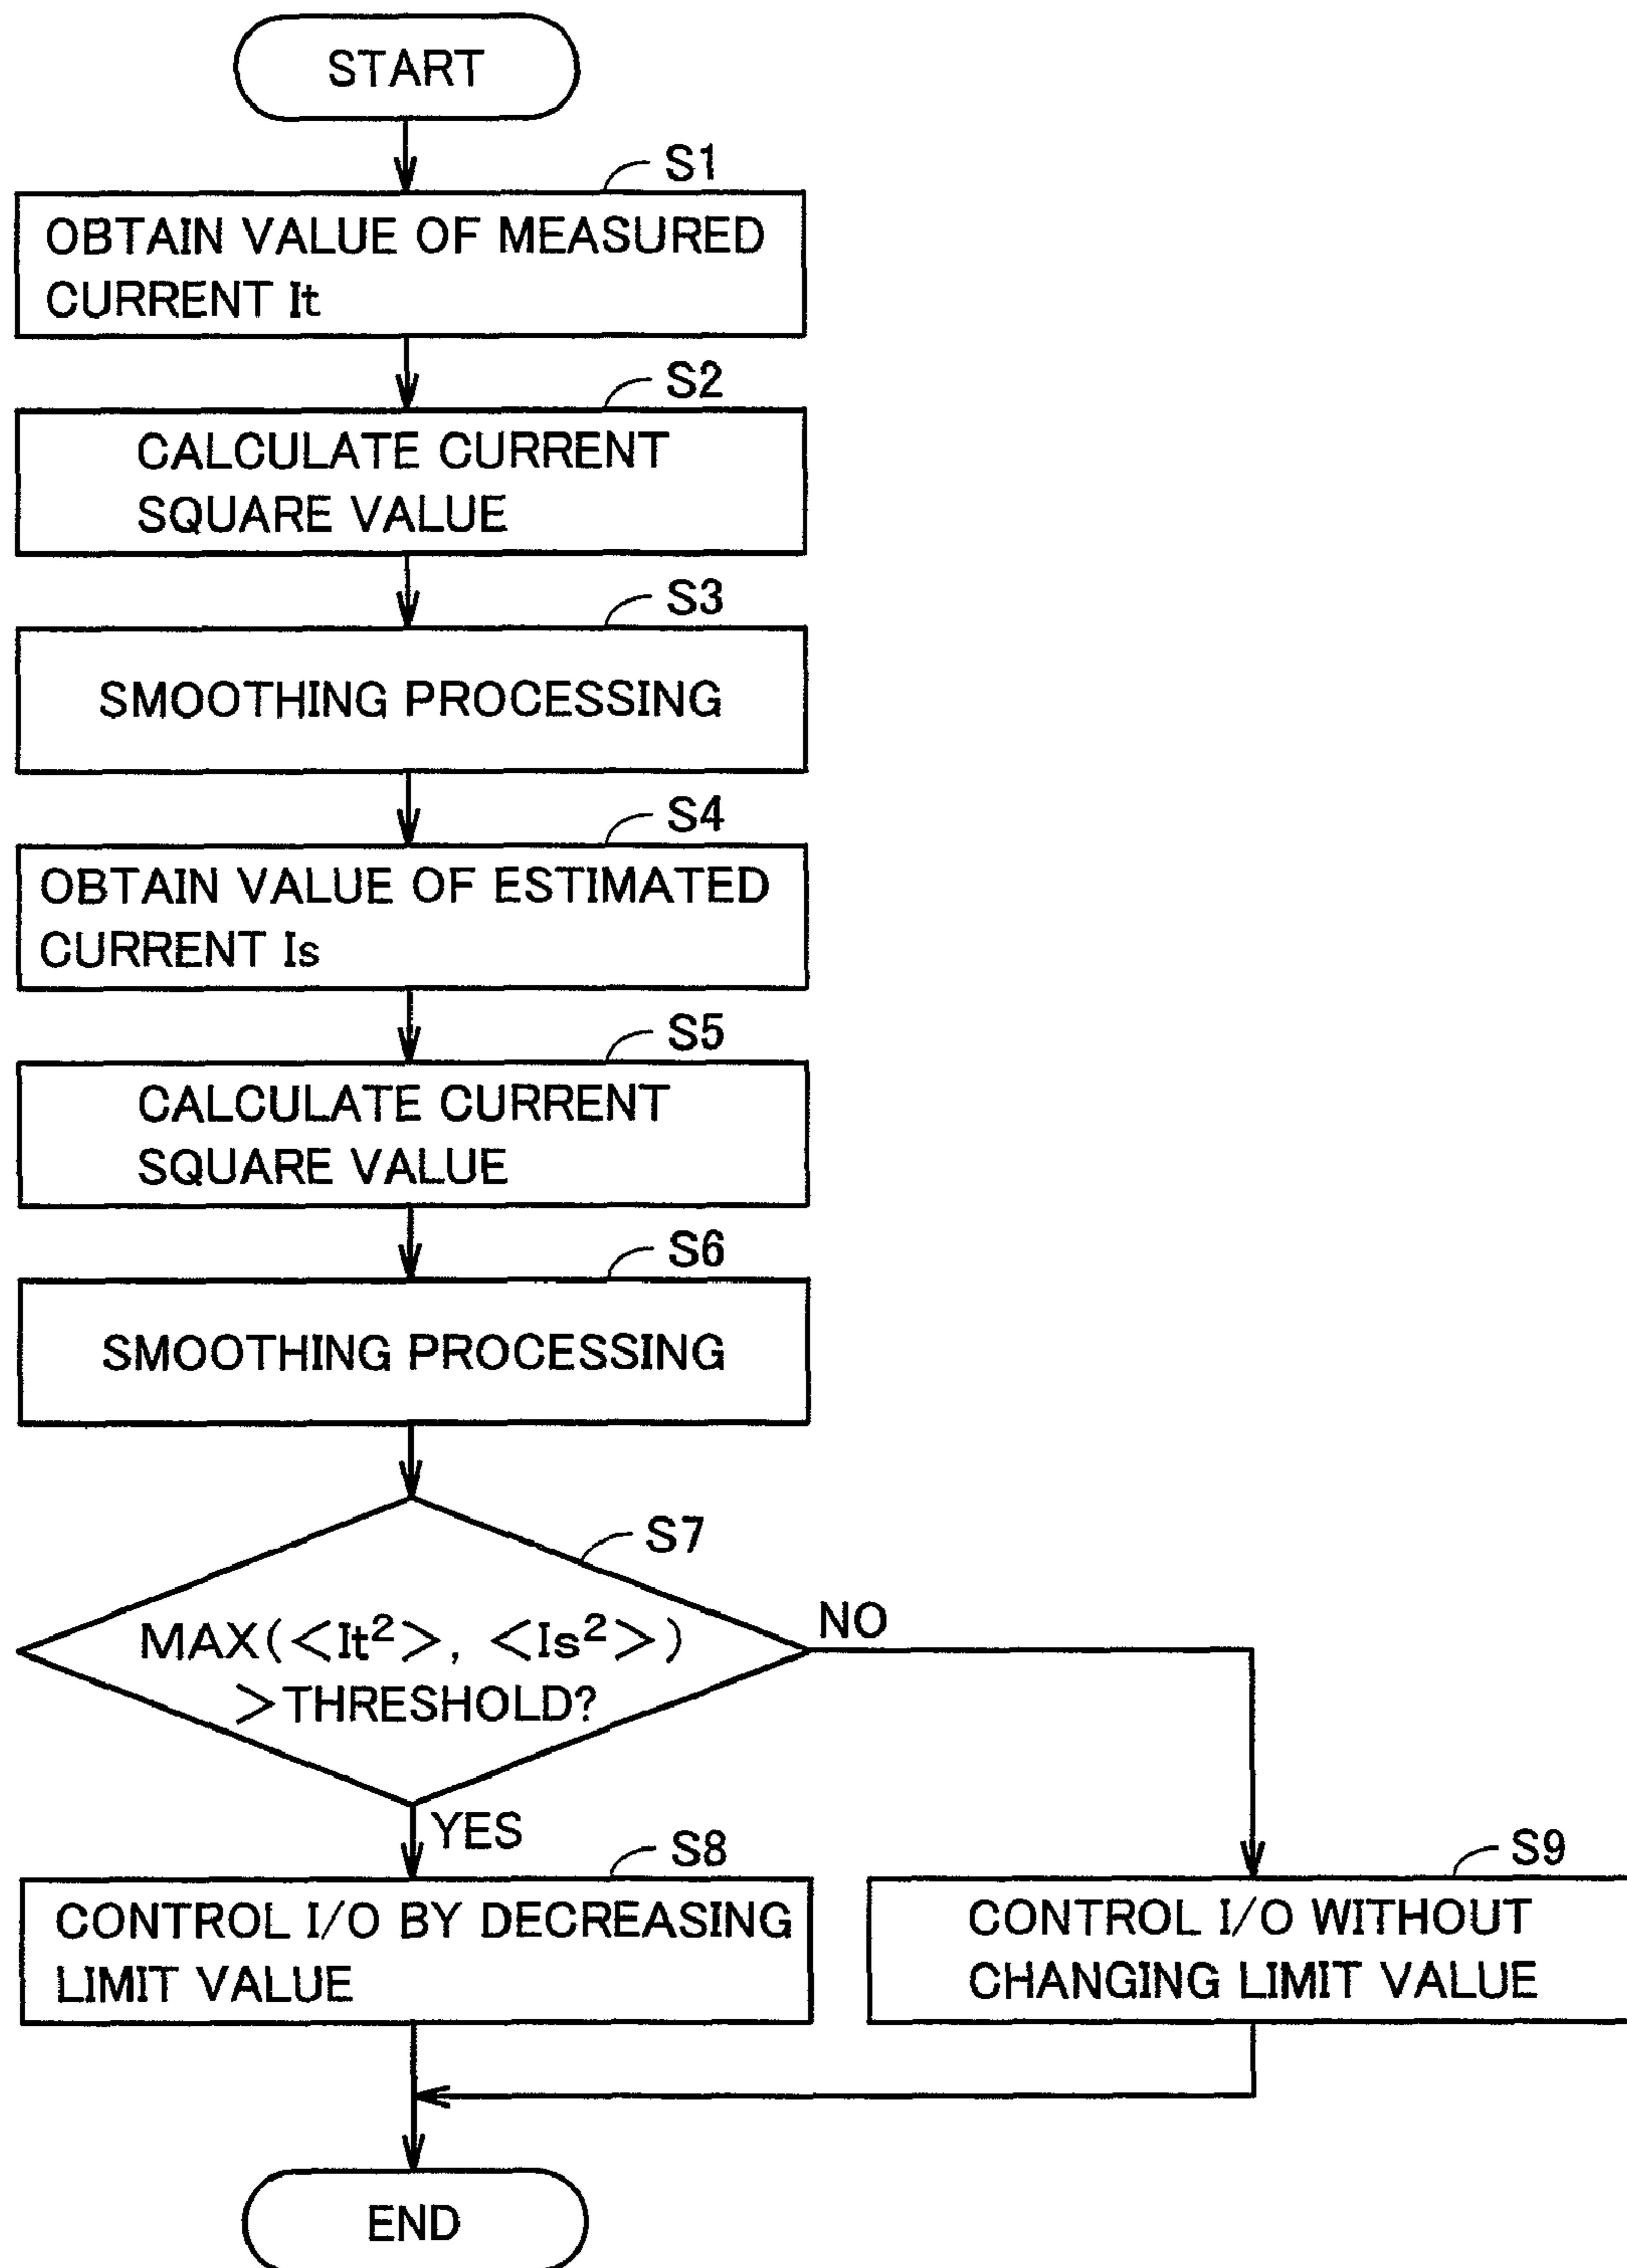 START
S1
OBTAIN VALUE OF MEASURED
CURRENT It
S2
CALCULATE CURRENT
SQUARE VALUE
S3
SMOOTHING PROCESSING
S4
OBTAIN VALUE OF ESTIMATED
CURRENT Is
S5
CALCULATE CURRENT
SQUARE VALUE
S6
SMOOTHING PROCESSING
S7
MAX(<It²>, <Is²>)
>THRESHOLD?
NO
YES
S8
CONTROL I/O BY DECREASING
LIMIT VALUE
S9
CONTROL I/O WITHOUT
CHANGING LIMIT VALUE
END